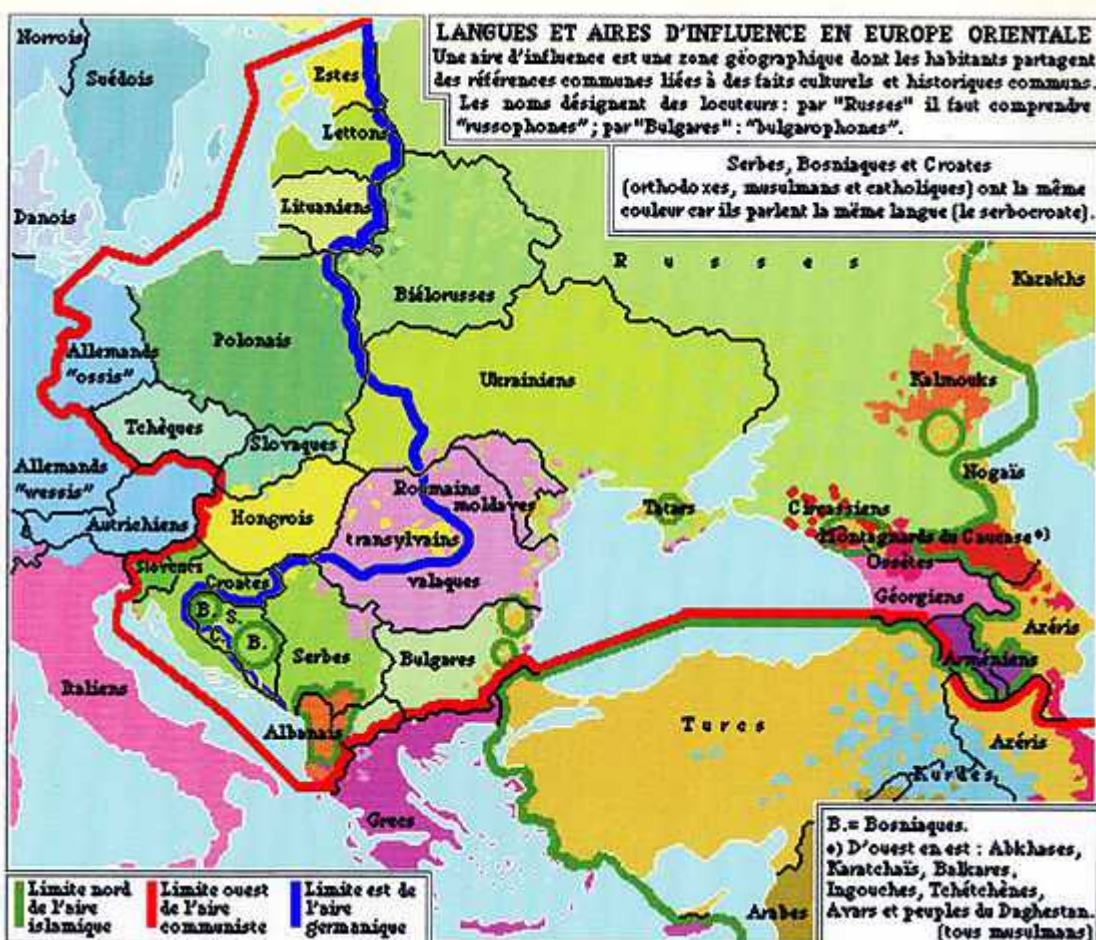 LANGUES ET AIRES D'INFLUENCE EN EUROPE ORIENTALE
Une aire d'influence est une zone géographique dont les habitants partagent
des références communes liées à des faits culturels et historiques communs.
Les noms désignent des locuteurs : par "Russes" il faut comprendre
"russophones" ; par "Bulgares" : "bulgarophones".
Serbes, Bosniaques et Croates
(orthodoxes, musulmans et catholiques) ont la même
couleur car ils parlent la même langue (le serbocroate).
Norrois
Suédois
Estes
Lettons
Danois
Lituaniens
Russes
Kazakhs
Biélorusses
Allemands
"ossis"
Polonais
Ukrainiens
Kalmouks
Tchèques
Slovaques
Allemands
"wessis"
Nogaïs
Autrichiens
Hongrois
Roumains
moldaves
Tatars
Circassiens
transylvains
Montagnards du Caucase•)
Slovènes
Ossètes
Croates
valaques
Géorgiens
B.
S.
C.
B.
Serbes
Bulgares
Azéris
Arméniens
Italiens
Albanais
Turcs
Azéris
Kurdes
Grecs
Arabes
B.= Bosniaques.
•) D'ouest en est : Abkhases,
Karatchaïs, Balkares,
Ingouches, Tchétchènes,
Avars et peuples du Daghestan.
(tous musulmans)
Limite nord
de l'aire
islamique
Limite ouest
de l'aire
communiste
Limite est de
l'aire
germanique